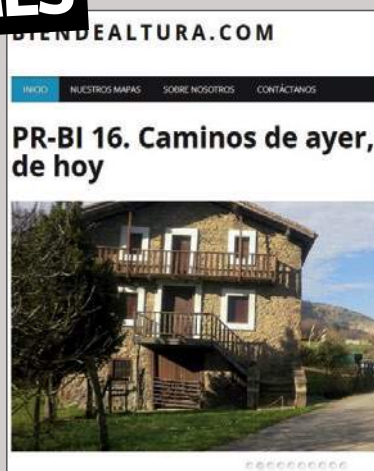 BIENDEALTURA.COM
INICIO NUESTROS MAPAS SOBRE NOSOTROS CONTÁCTANOS
PR-BI 16. Caminos de ayer,
de hoy